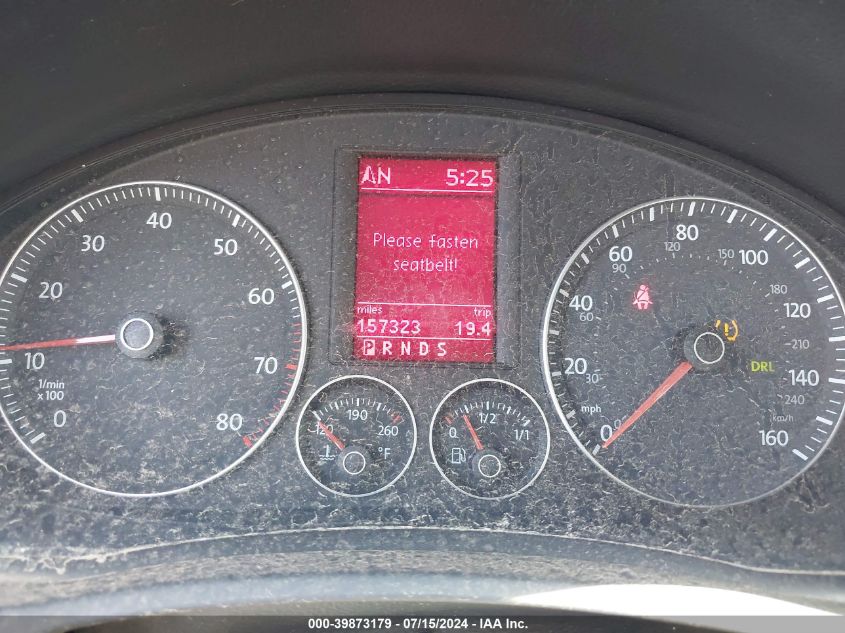 N 5:25
Please fasten
seatbelt!
miles trip
157323 19.4
P R N D S
0 10 20 30 40 50 60 70 80
1/min
x 100
120 190 260
°F
0 1/2 1/1
0 20 40 60 80 100 120 140 160
mph
30 60 90 120 150 180 210 240
km/h
DRL
000-39873179 - 07/15/2024 - IAA Inc.